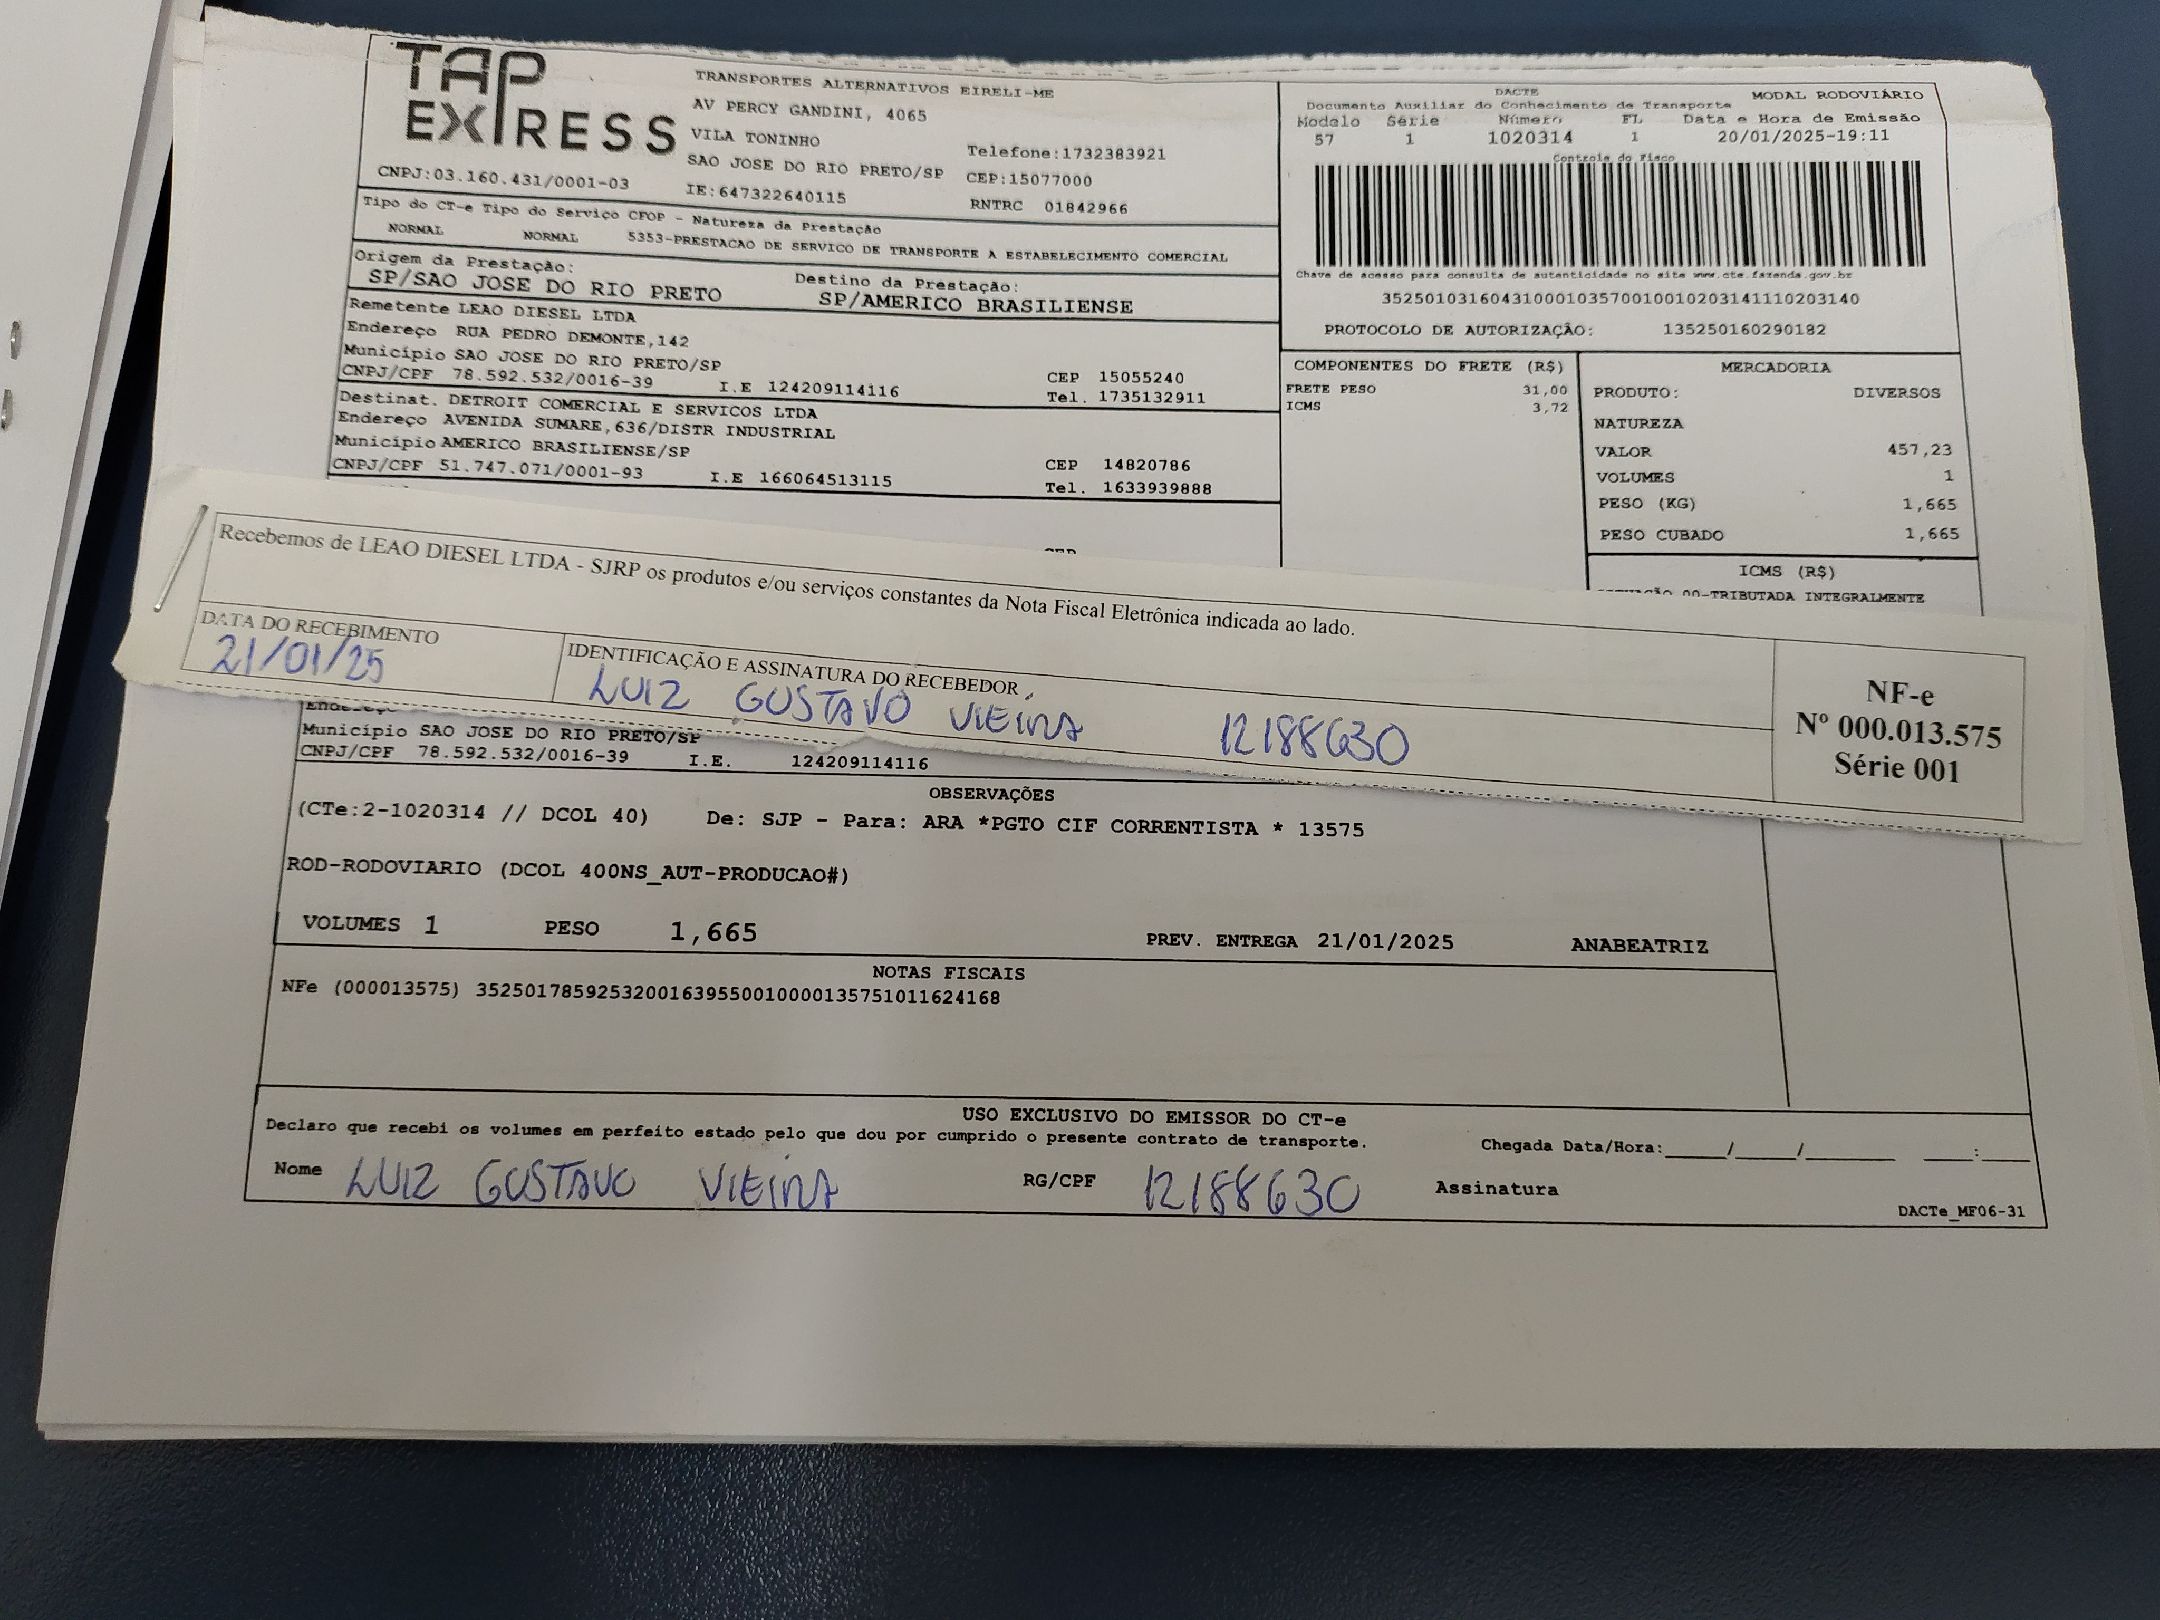 TAP EXPRESS
TRANSPORTES ALTERNATIVOS EIRELI-ME
AV PERCY GANDINI, 4065
VILA TONINHO
Telefone:1732383921
SAO JOSE DO RIO PRETO/SP CEP:15077000
CNPJ:03.160.431/0001-03 IE:647322640115 RNTRC 01842966
DACTE MODAL RODOVIÁRIO
Documento Auxiliar do Conhecimento de Transporte
Modelo Série Número FL Data e Hora de Emissão
57 1 1020314 1 20/01/2025-19:11
Controle do Fisco
Chave de acesso para consulta de autenticidade no site www.cte.fazenda.gov.br
35250103160431000103570010010203141110203140
PROTOCOLO DE AUTORIZAÇÃO: 135250160290182
Tipo do CT-e Tipo do Serviço CFOP - Natureza da Prestação
NORMAL NORMAL 5353-PRESTACAO DE SERVICO DE TRANSPORTE A ESTABELECIMENTO COMERCIAL
Origem da Prestação: Destino da Prestação:
SP/SAO JOSE DO RIO PRETO SP/AMERICO BRASILIENSE
Remetente LEAO DIESEL LTDA
Endereço RUA PEDRO DEMONTE,142
Município SAO JOSE DO RIO PRETO/SP CEP 15055240
CNPJ/CPF 78.592.532/0016-39 I.E 124209114116 Tel. 1735132911
Destinat. DETROIT COMERCIAL E SERVICOS LTDA
Endereço AVENIDA SUMARE,636/DISTR INDUSTRIAL
Município AMERICO BRASILIENSE/SP CEP 14820786
CNPJ/CPF 51.747.071/0001-93 I.E 166064513115 Tel. 1633939888
COMPONENTES DO FRETE (R$)
FRETE PESO 31,00
ICMS 3,72
MERCADORIA
PRODUTO: DIVERSOS
NATUREZA
VALOR 457,23
VOLUMES 1
PESO (KG) 1,665
PESO CUBADO 1,665
ICMS (R$)
00-TRIBUTADA INTEGRALMENTE
Recebemos de LEAO DIESEL LTDA - SJRP os produtos e/ou serviços constantes da Nota Fiscal Eletrônica indicada ao lado.
DATA DO RECEBIMENTO IDENTIFICAÇÃO E ASSINATURA DO RECEBEDOR
21/01/25 LUIZ GUSTAVO VIEIRA 12188630
NF-e
Nº 000.013.575
Série 001
Endereço
Município SAO JOSE DO RIO PRETO/SP
CNPJ/CPF 78.592.532/0016-39 I.E. 124209114116
OBSERVAÇÕES
(CTe:2-1020314 // DCOL 40) De: SJP - Para: ARA *PGTO CIF CORRENTISTA * 13575
ROD-RODOVIARIO (DCOL 400NS_AUT-PRODUCAO#)
VOLUMES 1 PESO 1,665 PREV. ENTREGA 21/01/2025 ANABEATRIZ
NOTAS FISCAIS
NFe (000013575) 35250178592532001639550010000135751011624168
USO EXCLUSIVO DO EMISSOR DO CT-e
Declaro que recebi os volumes em perfeito estado pelo que dou por cumprido o presente contrato de transporte. Chegada Data/Hora:_____/_____/_______ ____:____
Nome LUIZ GUSTAVO VIEIRA RG/CPF 12188630 Assinatura
DACTe_MF06-31